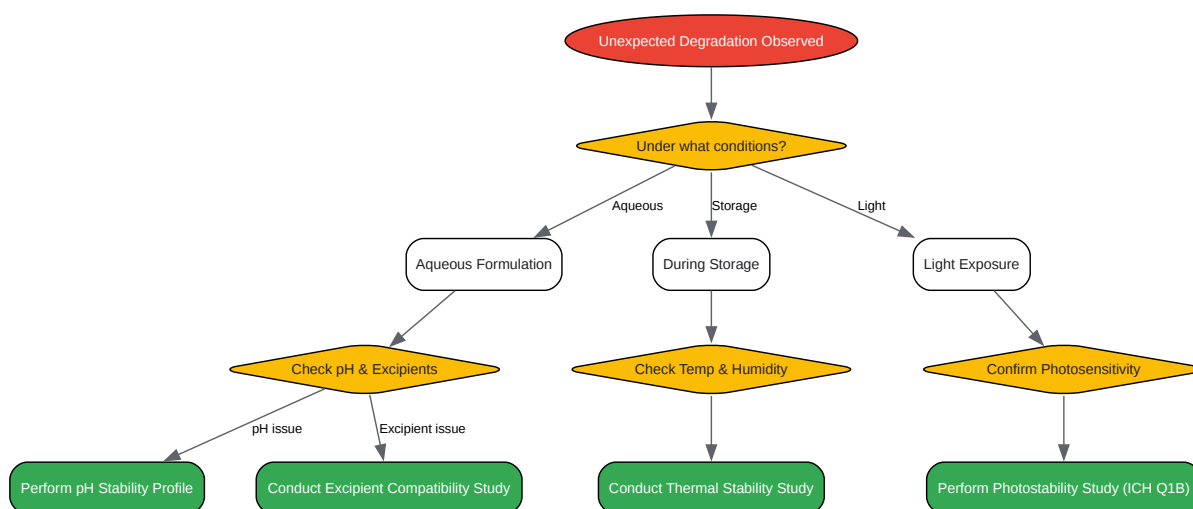 Unexpected Degradation Observed
Under what conditions?
Aqueous
Storage
Light
Aqueous Formulation
During Storage
Light Exposure
Check pH & Excipients
Check Temp & Humidity
Confirm Photosensitivity
pH issue
Excipient issue
Perform pH Stability Profile
Conduct Excipient Compatibility Study
Conduct Thermal Stability Study
Perform Photostability Study (ICH Q1B)